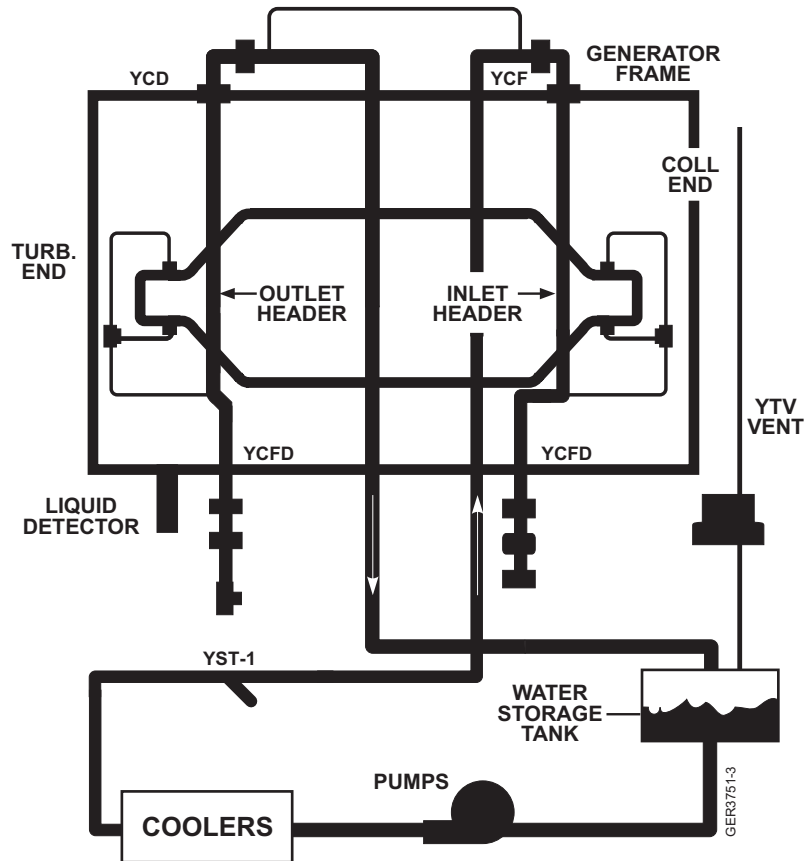 YCD
YCF
GENERATOR
FRAME
COLL
END
TURB.
END
OUTLET
HEADER
INLET
HEADER
YTV
VENT
YCFD
YCFD
LIQUID
DETECTOR
YST-1
WATER
STORAGE
TANK
PUMPS
COOLERS
GER3751-3